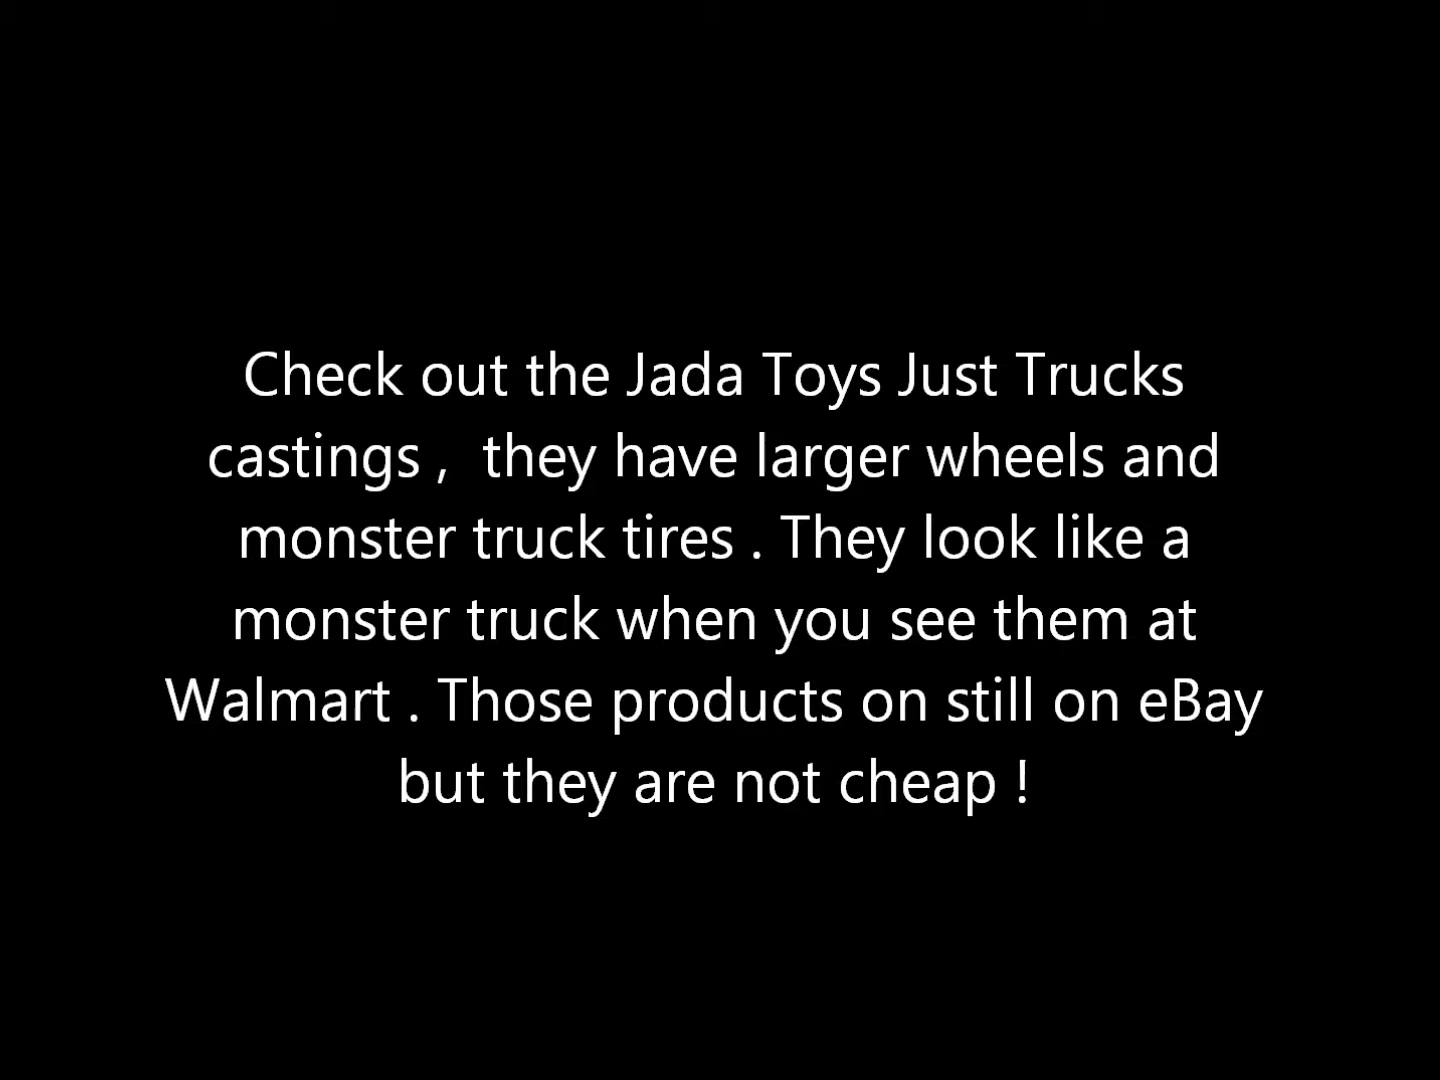 Check out the Jada Toys Just Trucks
castings ,  they have larger wheels and
monster truck tires . They look like a
monster truck when you see them at
Walmart . Those products on still on eBay
but they are not cheap !